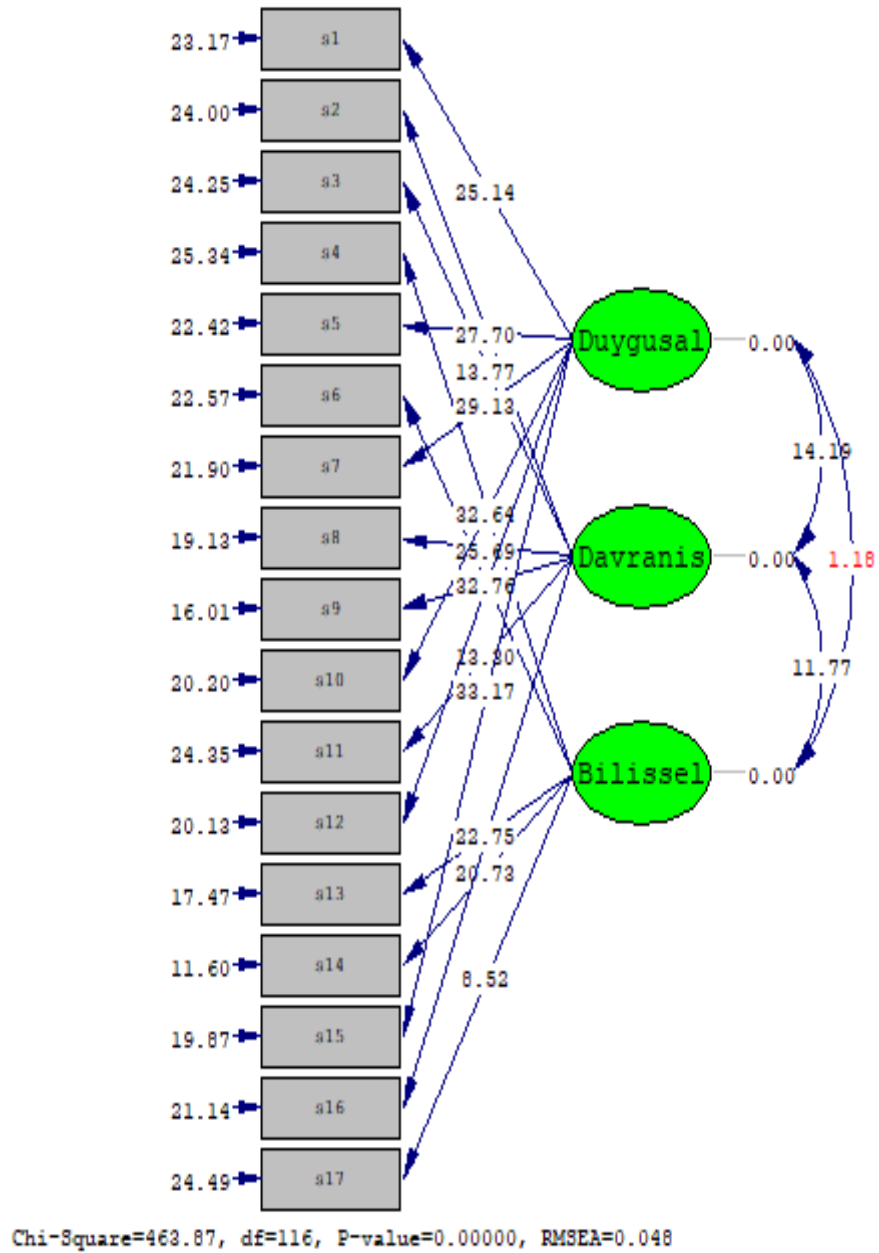 23.17 s1
24.00 s2
24.25 s3
25.14
25.34 s4
22.42 s5
27.70
Duygusal 0.00
13.77
22.57 s6
29.13
14.19
21.90 s7
32.64
19.13 s8
Davranis 0.00 1.18
32.76
16.01 s9
11.77
20.20 s10
33.17
24.35 s11
Bilissel 0.00
20.13 s12
22.75
20.73
17.47 s13
11.60 s14
8.52
19.87 s15
21.14 s16
24.49 s17
Chi-Square=463.87, df=116, P-value=0.00000, RMSEA=0.048